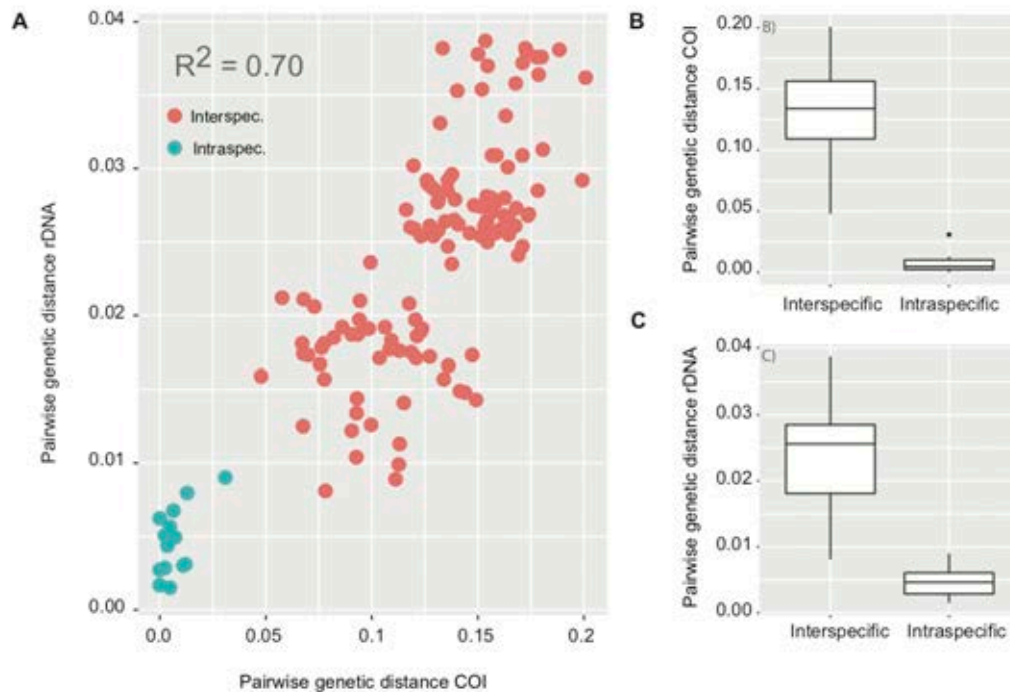 A
R² = 0.70
Interspec.
Intraspec.
Pairwise genetic distance rDNA
0.04
0.03
0.02
0.01
0.00
0.0 0.05 0.1 0.15 0.2
Pairwise genetic distance COI
B
B)
Pairwise genetic distance COI
0.20
0.15
0.10
0.05
0.00
Interspecific Intraspecific
C
C)
Pairwise genetic distance rDNA
0.04
0.03
0.02
0.01
0.00
Interspecific Intraspecific